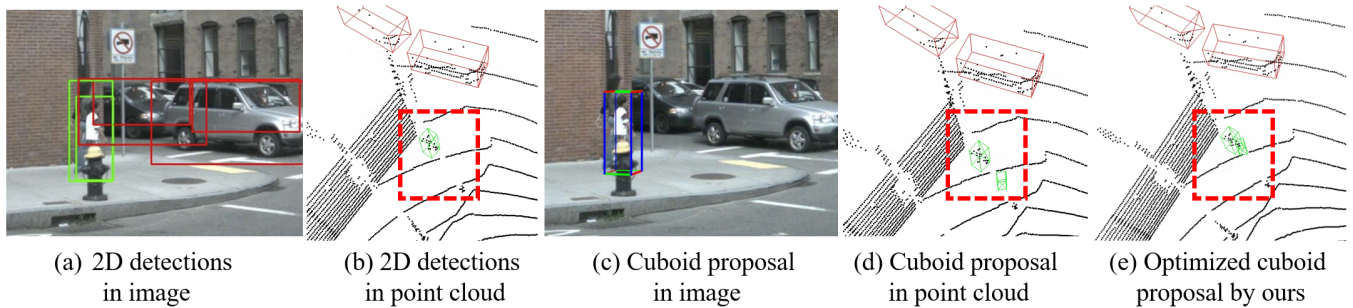 (a) 2D detections
in image
(b) 2D detections
in point cloud
(c) Cuboid proposal
in image
(d) Cuboid proposal
in point cloud
(e) Optimized cuboid
proposal by ours